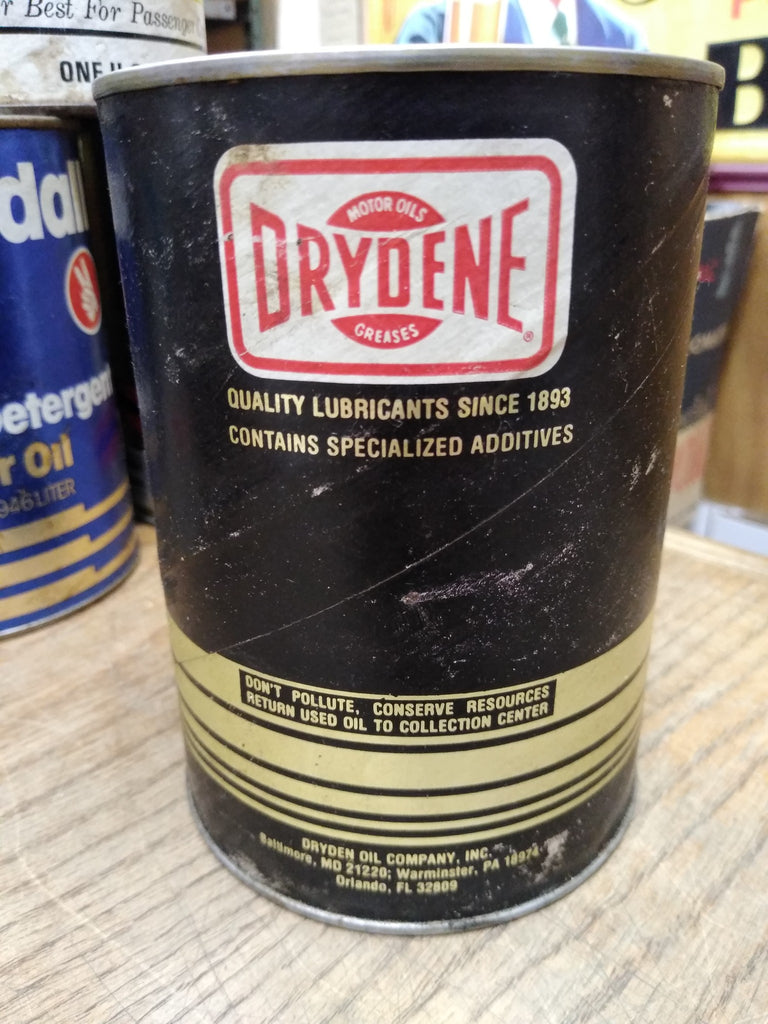 r Best For Passenger
ONE U.S.
dall
Detergent
r Oil
.946 LITER
B
MOTOR OILS
DRYDENE
GREASES
®
QUALITY LUBRICANTS SINCE 1893
CONTAINS SPECIALIZED ADDITIVES
DON'T POLLUTE, CONSERVE RESOURCES
RETURN USED OIL TO COLLECTION CENTER
DRYDEN OIL COMPANY, INC.
Baltimore, MD 21220; Warminster, PA 18974
Orlando, FL 32809